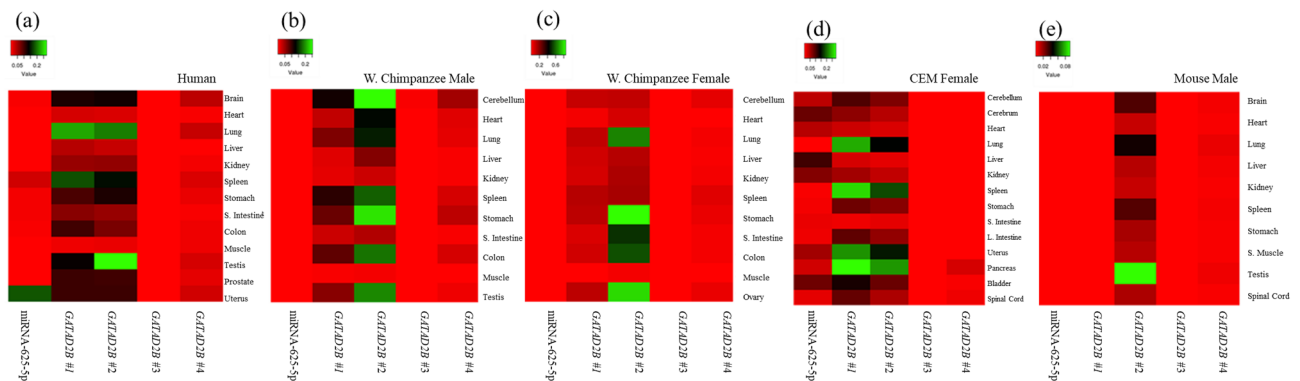 (a)
0.05 0.2
Value
Human
Brain
Heart
Lung
Liver
Kidney
Spleen
Stomach
S. Intestine
Colon
Muscle
Testis
Prostate
Uterus
miRNA-625-5p
GATAD2B #1
GATAD2B #2
GATAD2B #3
GATAD2B #4
(b)
0.05 0.2
Value
W. Chimpanzee Male
Cerebellum
Heart
Lung
Liver
Kidney
Spleen
Stomach
S. Intestine
Colon
Muscle
Testis
miRNA-625-5p
GATAD2B #1
GATAD2B #2
GATAD2B #3
GATAD2B #4
(c)
0.2 0.6
Value
W. Chimpanzee Female
Cerebellum
Heart
Lung
Liver
Kidney
Spleen
Stomach
S. Intestine
Colon
Muscle
Ovary
miRNA-625-5p
GATAD2B #1
GATAD2B #2
GATAD2B #3
GATAD2B #4
(d)
0.05 0.2
Value
CEM Female
Cerebellum
Cerebrum
Heart
Lung
Liver
Kidney
Spleen
Stomach
S. Intestine
L. Intestine
Uterus
Pancreas
Bladder
Spinal Cord
miRNA-625-5p
GATAD2B #1
GATAD2B #2
GATAD2B #3
GATAD2B #4
(e)
0.02 0.08
Value
Mouse Male
Brain
Heart
Lung
Liver
Kidney
Spleen
Stomach
S. Muscle
Testis
Spinal Cord
miRNA-625-5p
GATAD2B #1
GATAD2B #2
GATAD2B #3
GATAD2B #4